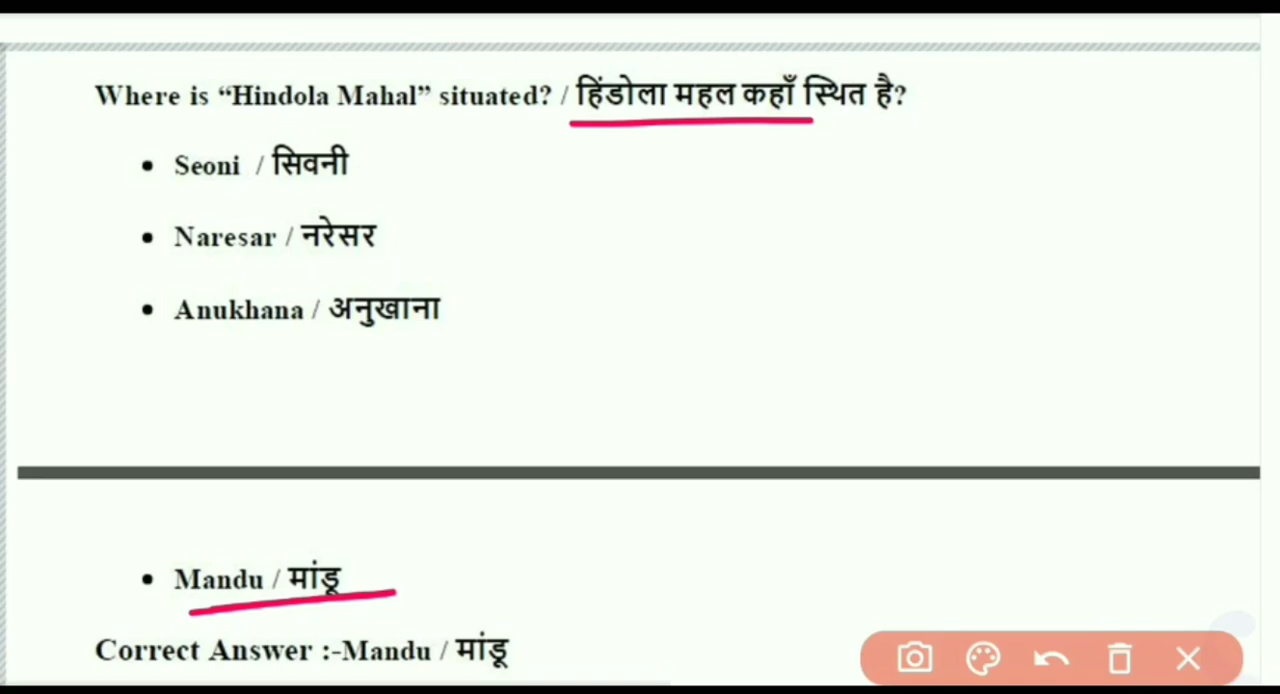 Where is “Hindola Mahal” situated? / हिंडोला महल कहाँ स्थित है?
• Seoni / सिवनी
• Naresar / नरेसर
• Anukhana / अनुखाना
• Mandu / मांडू
Correct Answer :-Mandu / मांडू